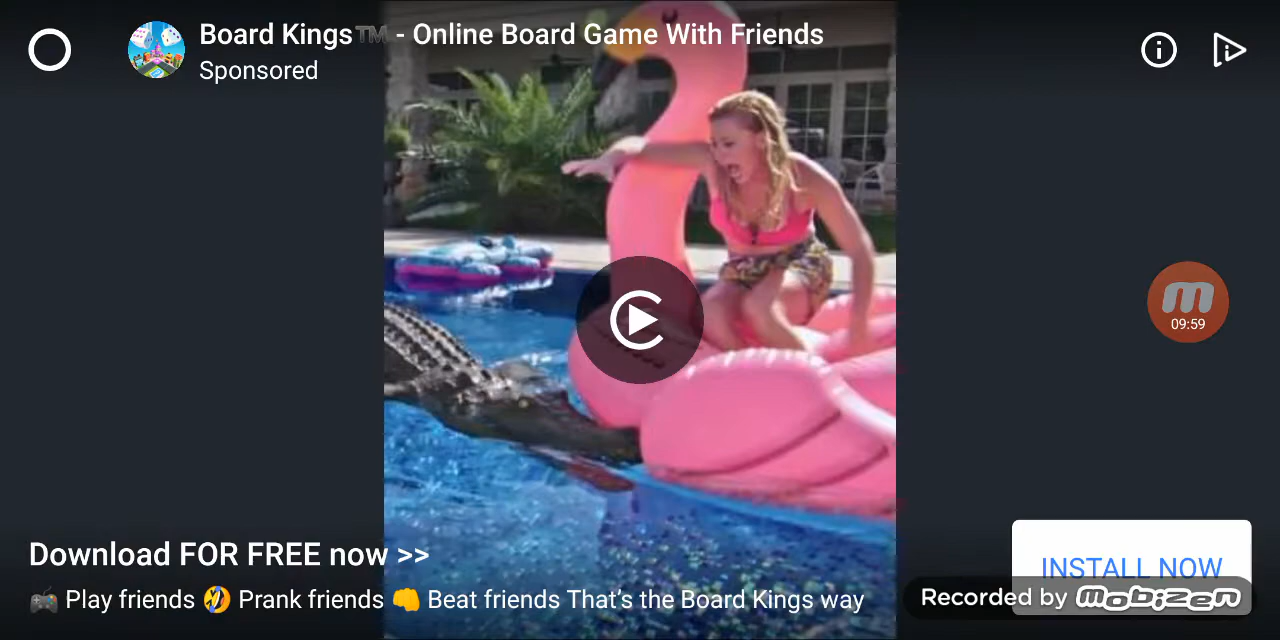 Board Kings™ - Online Board Game With Friends
Sponsored
09:59
Download FOR FREE now >>
INSTALL NOW
🎮 Play friends 🤣 Prank friends 👊 Beat friends That's the Board Kings way
Recorded by mobizen